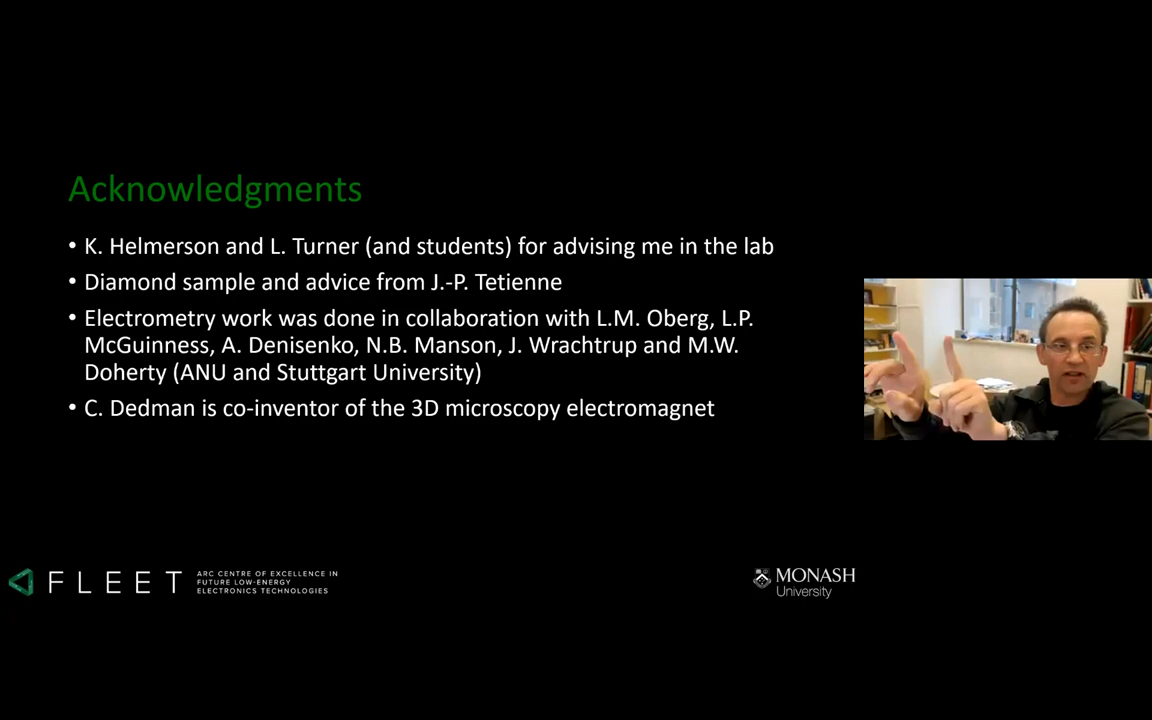 Acknowledgments
• K. Helmerson and L. Turner (and students) for advising me in the lab
• Diamond sample and advice from J.-P. Tetienne
• Electrometry work was done in collaboration with L.M. Oberg, L.P.
McGuinness, A. Denisenko, N.B. Manson, J. Wrachtrup and M.W.
Doherty (ANU and Stuttgart University)
• C. Dedman is co-inventor of the 3D microscopy electromagnet
FLEET
ARC CENTRE OF EXCELLENCE IN
FUTURE LOW-ENERGY
ELECTRONICS TECHNOLOGIES
MONASH
University